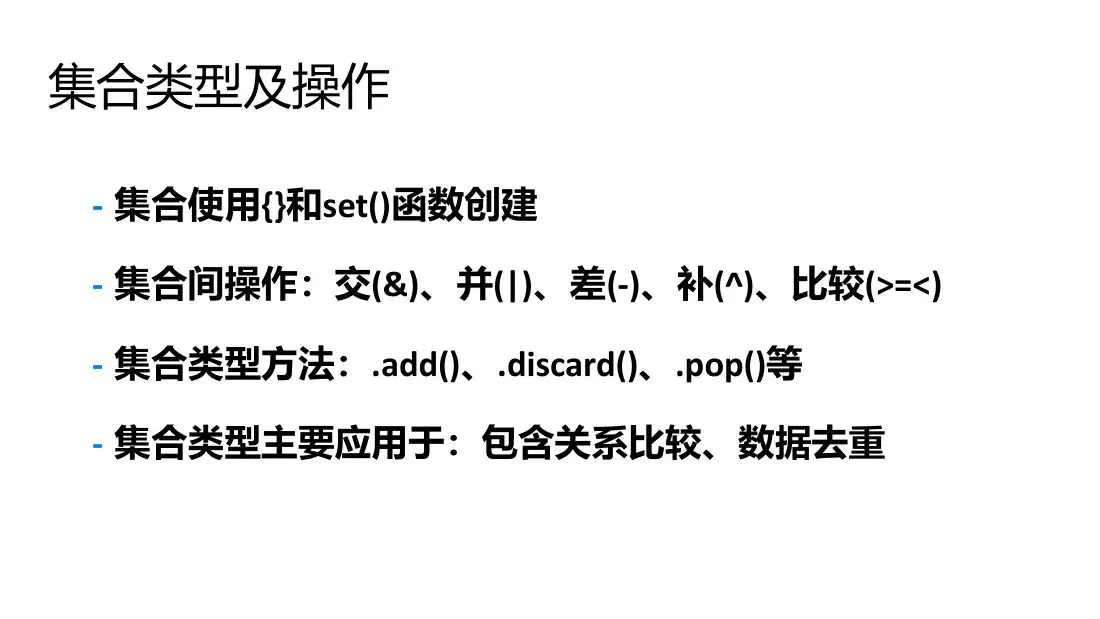 集合类型及操作
- 集合使用{}和set()函数创建
- 集合间操作：交(&)、并(|)、差(-)、补(^)、比较(>=<)
- 集合类型方法：.add()、.discard()、.pop()等
- 集合类型主要应用于：包含关系比较、数据去重